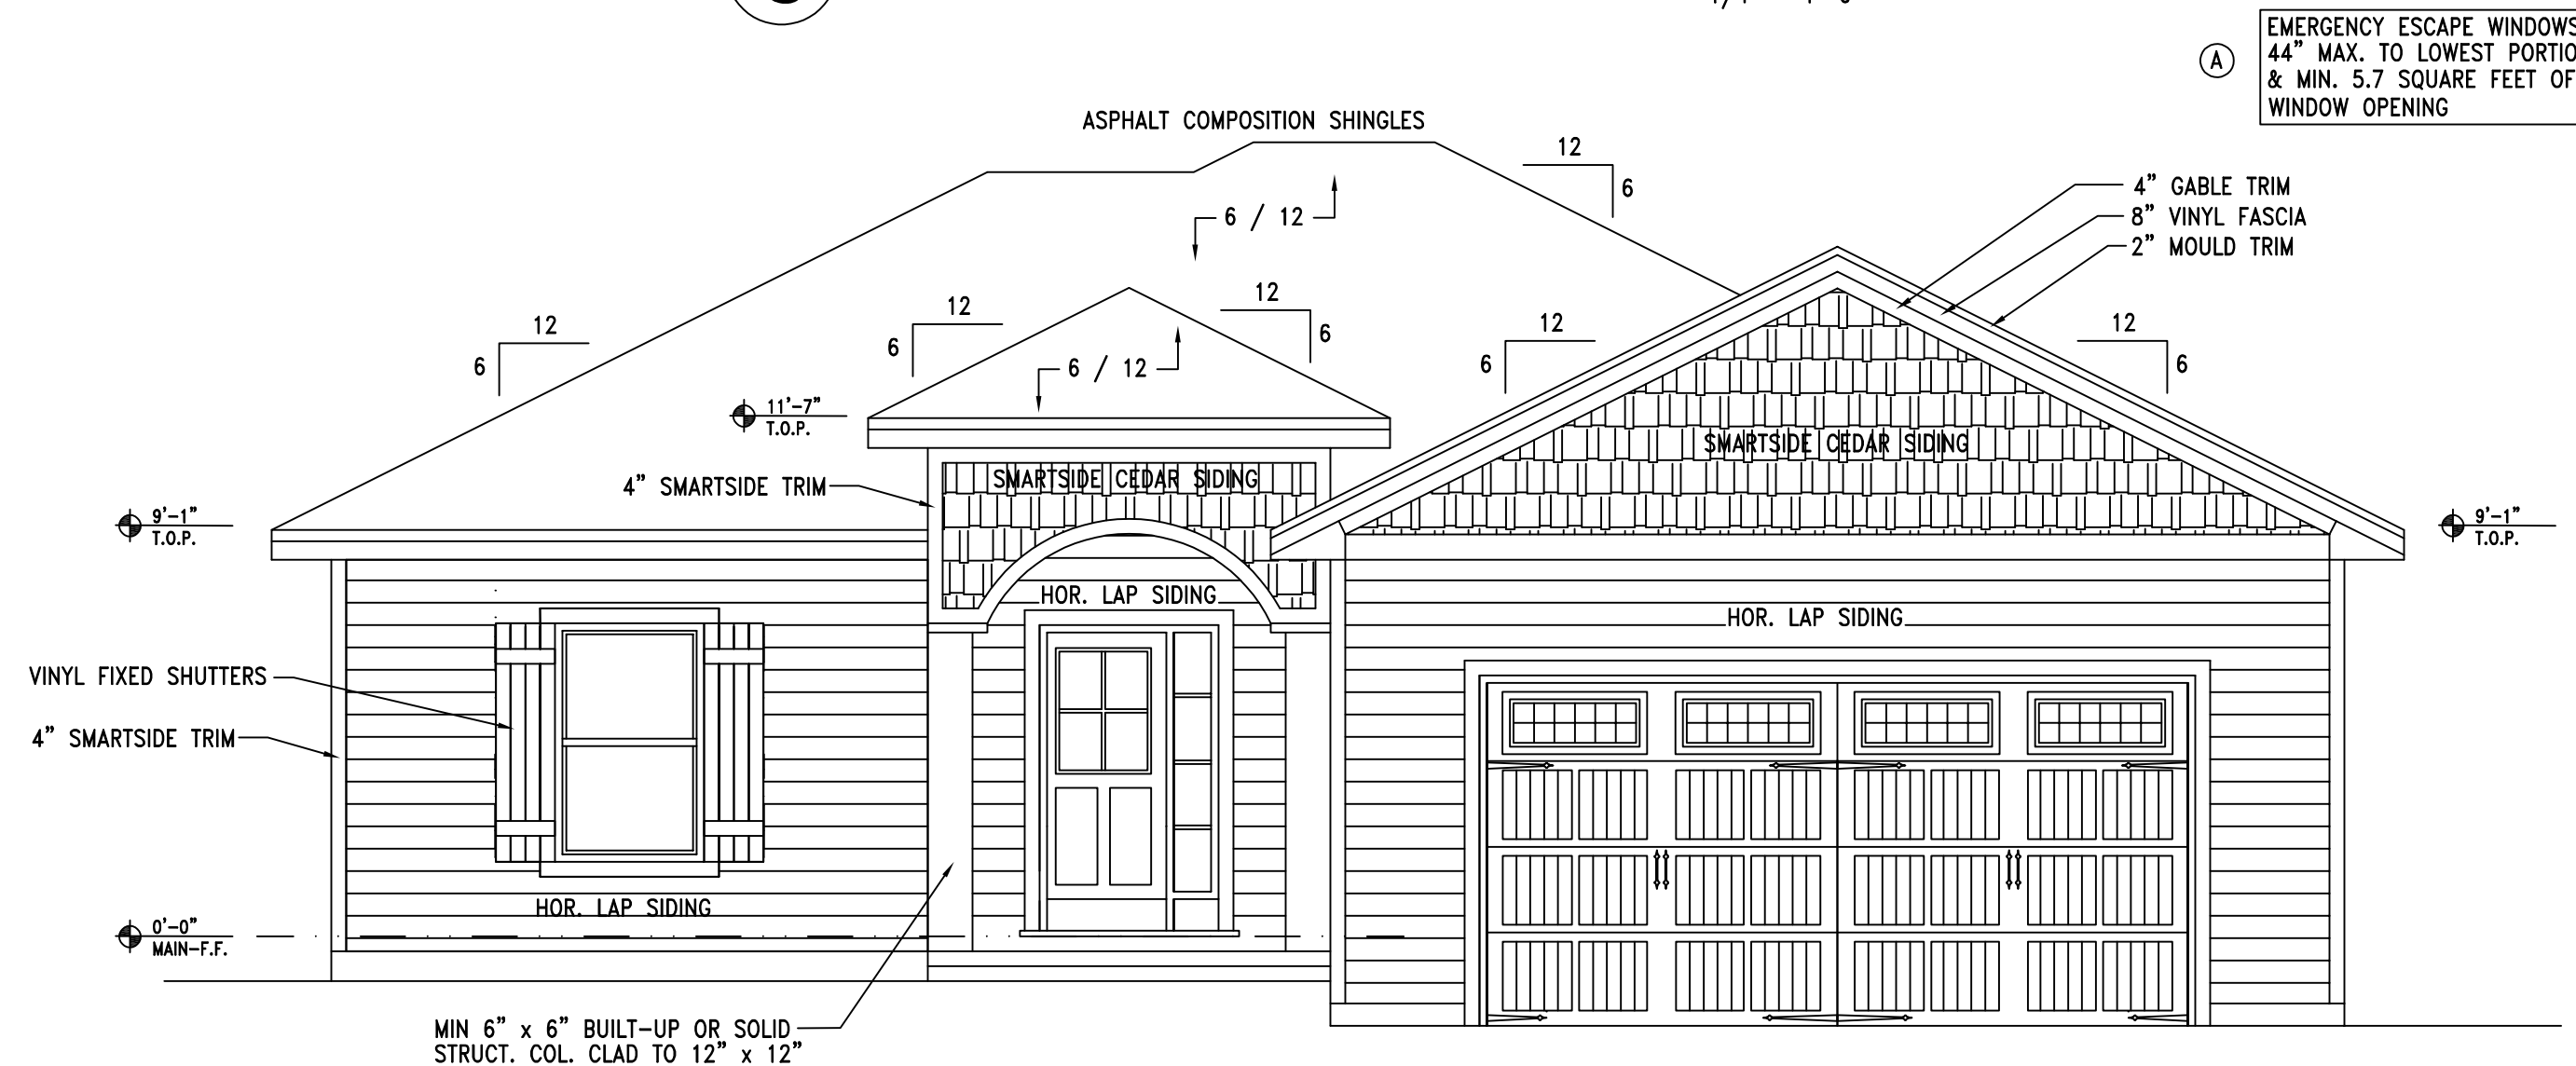 EMERGENCY ESCAPE WINDOWS
44” MAX. TO LOWEST PORTIO
& MIN. 5.7 SQUARE FEET OF
WINDOW OPENING
A
ASPHALT COMPOSITION SHINGLES
12
6
6 / 12
4” GABLE TRIM
8” VINYL FASCIA
2” MOULD TRIM
12
6
12
6
12
6
6 / 12
12
6
12
6
11'-7”
T.O.P.
SMARTSIDE CEDAR SIDING
4” SMARTSIDE TRIM
SMARTSIDE CEDAR SIDING
9'-1”
T.O.P.
9'-1”
T.O.P.
HOR. LAP SIDING
HOR. LAP SIDING
VINYL FIXED SHUTTERS
4” SMARTSIDE TRIM
HOR. LAP SIDING
0'-0”
MAIN-F.F.
MIN 6” x 6” BUILT-UP OR SOLID
STRUCT. COL. CLAD TO 12” x 12”